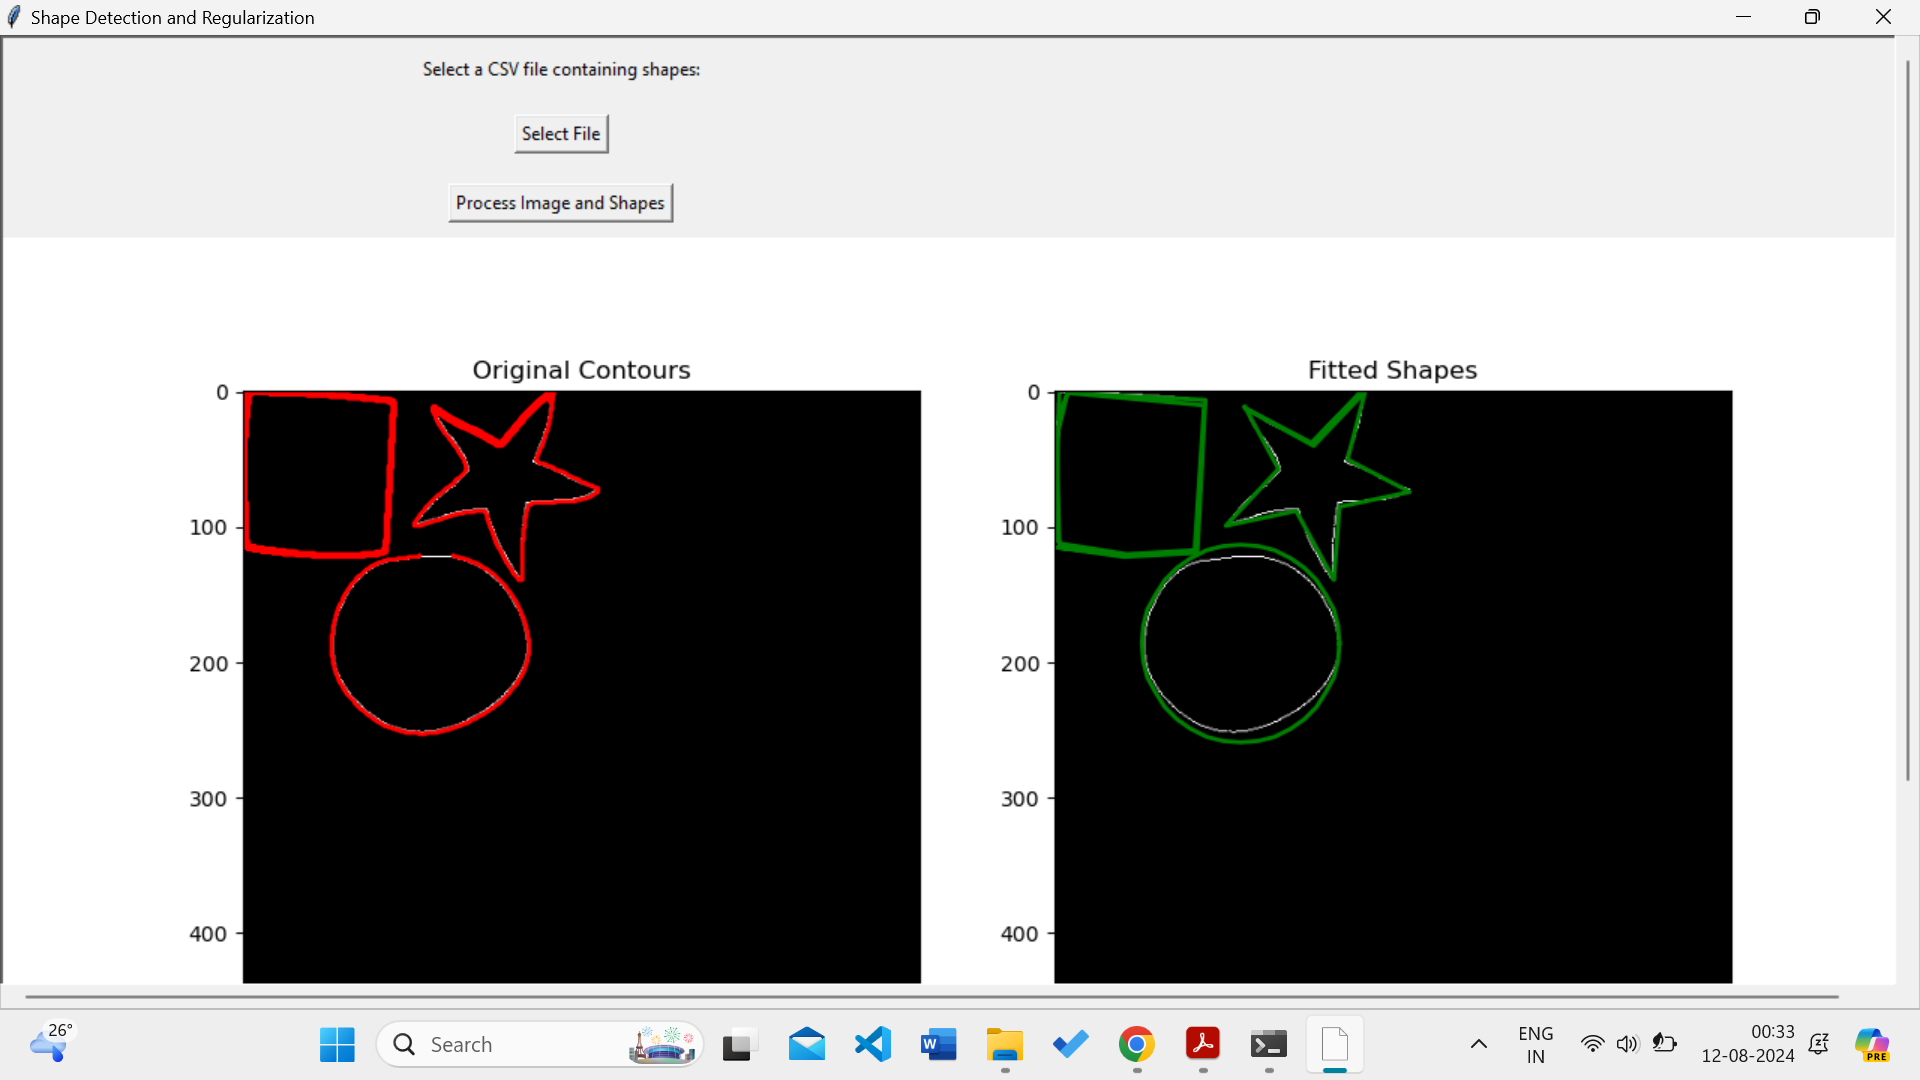 Shape Detection and Regularization
Select a CSV file containing shapes:
Select File
Process Image and Shapes
Original Contours
0
100
200
300
400
Fitted Shapes
0
100
200
300
400
26°
Search
W
ENG
IN
00:33
12-08-2024
PRE